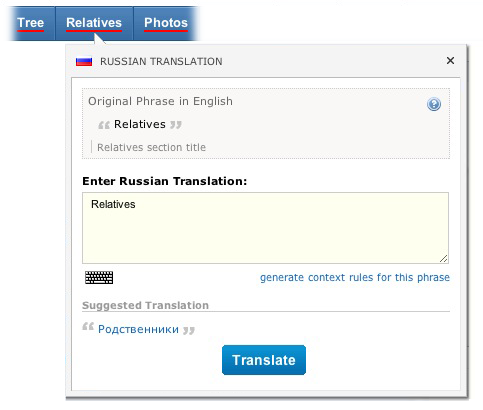 Tree Relatives Photos
RUSSIAN TRANSLATION
Original Phrase in English
“ Relatives ”
Relatives section title
Enter Russian Translation:
Relatives
generate context rules for this phrase
Suggested Translation
“ Родственники ”
Translate